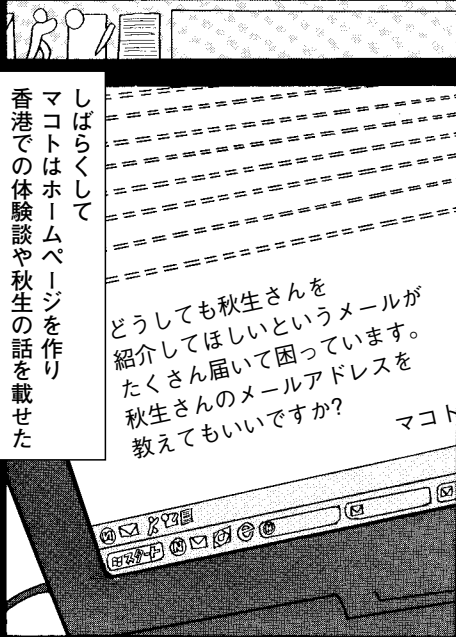 しばらくして
マコトはホームページを作り
香港での体験談や秋生の話を載せた
どうしても秋生さんを
紹介してほしいというメールが
たくさん届いて困っています。
秋生さんのメールアドレスを
教えてもいいですか?
マコト
スタート